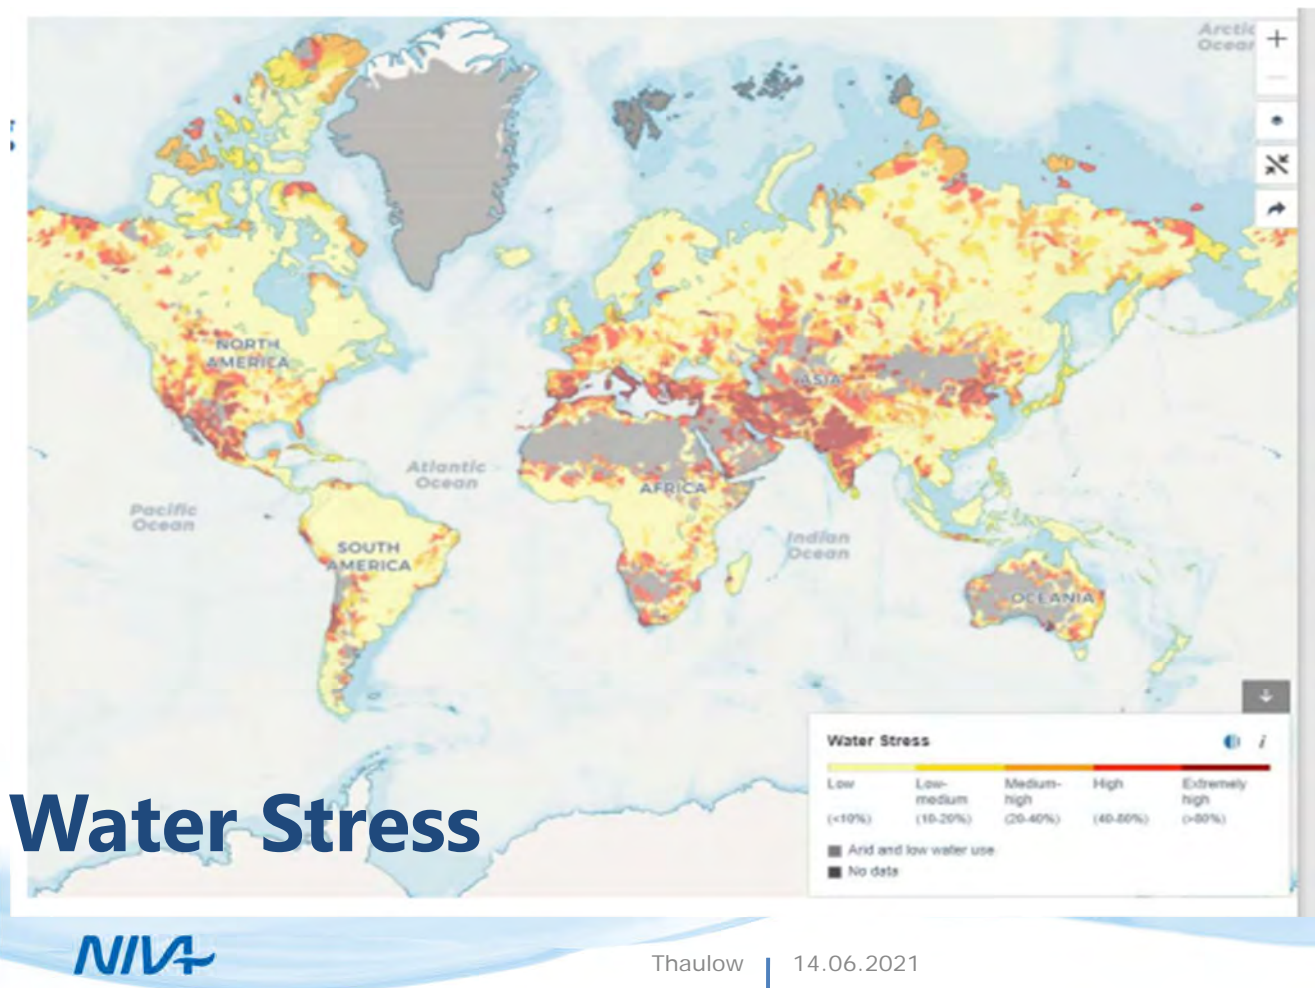 Arctic
Ocean
NORTH
AMERICA
ASIA
Atlantic
Ocean
AFRICA
Pacific
Ocean
Indian
Ocean
SOUTH
AMERICA
OCEANIA
Water Stress
Low
Low-
medium
Medium-
high
High
Extremely
high
(<10%)
(10-20%)
(20-40%)
(40-80%)
(>80%)
Arid and low water use
No data
Water Stress
NIVA
Thaulow
14.06.2021